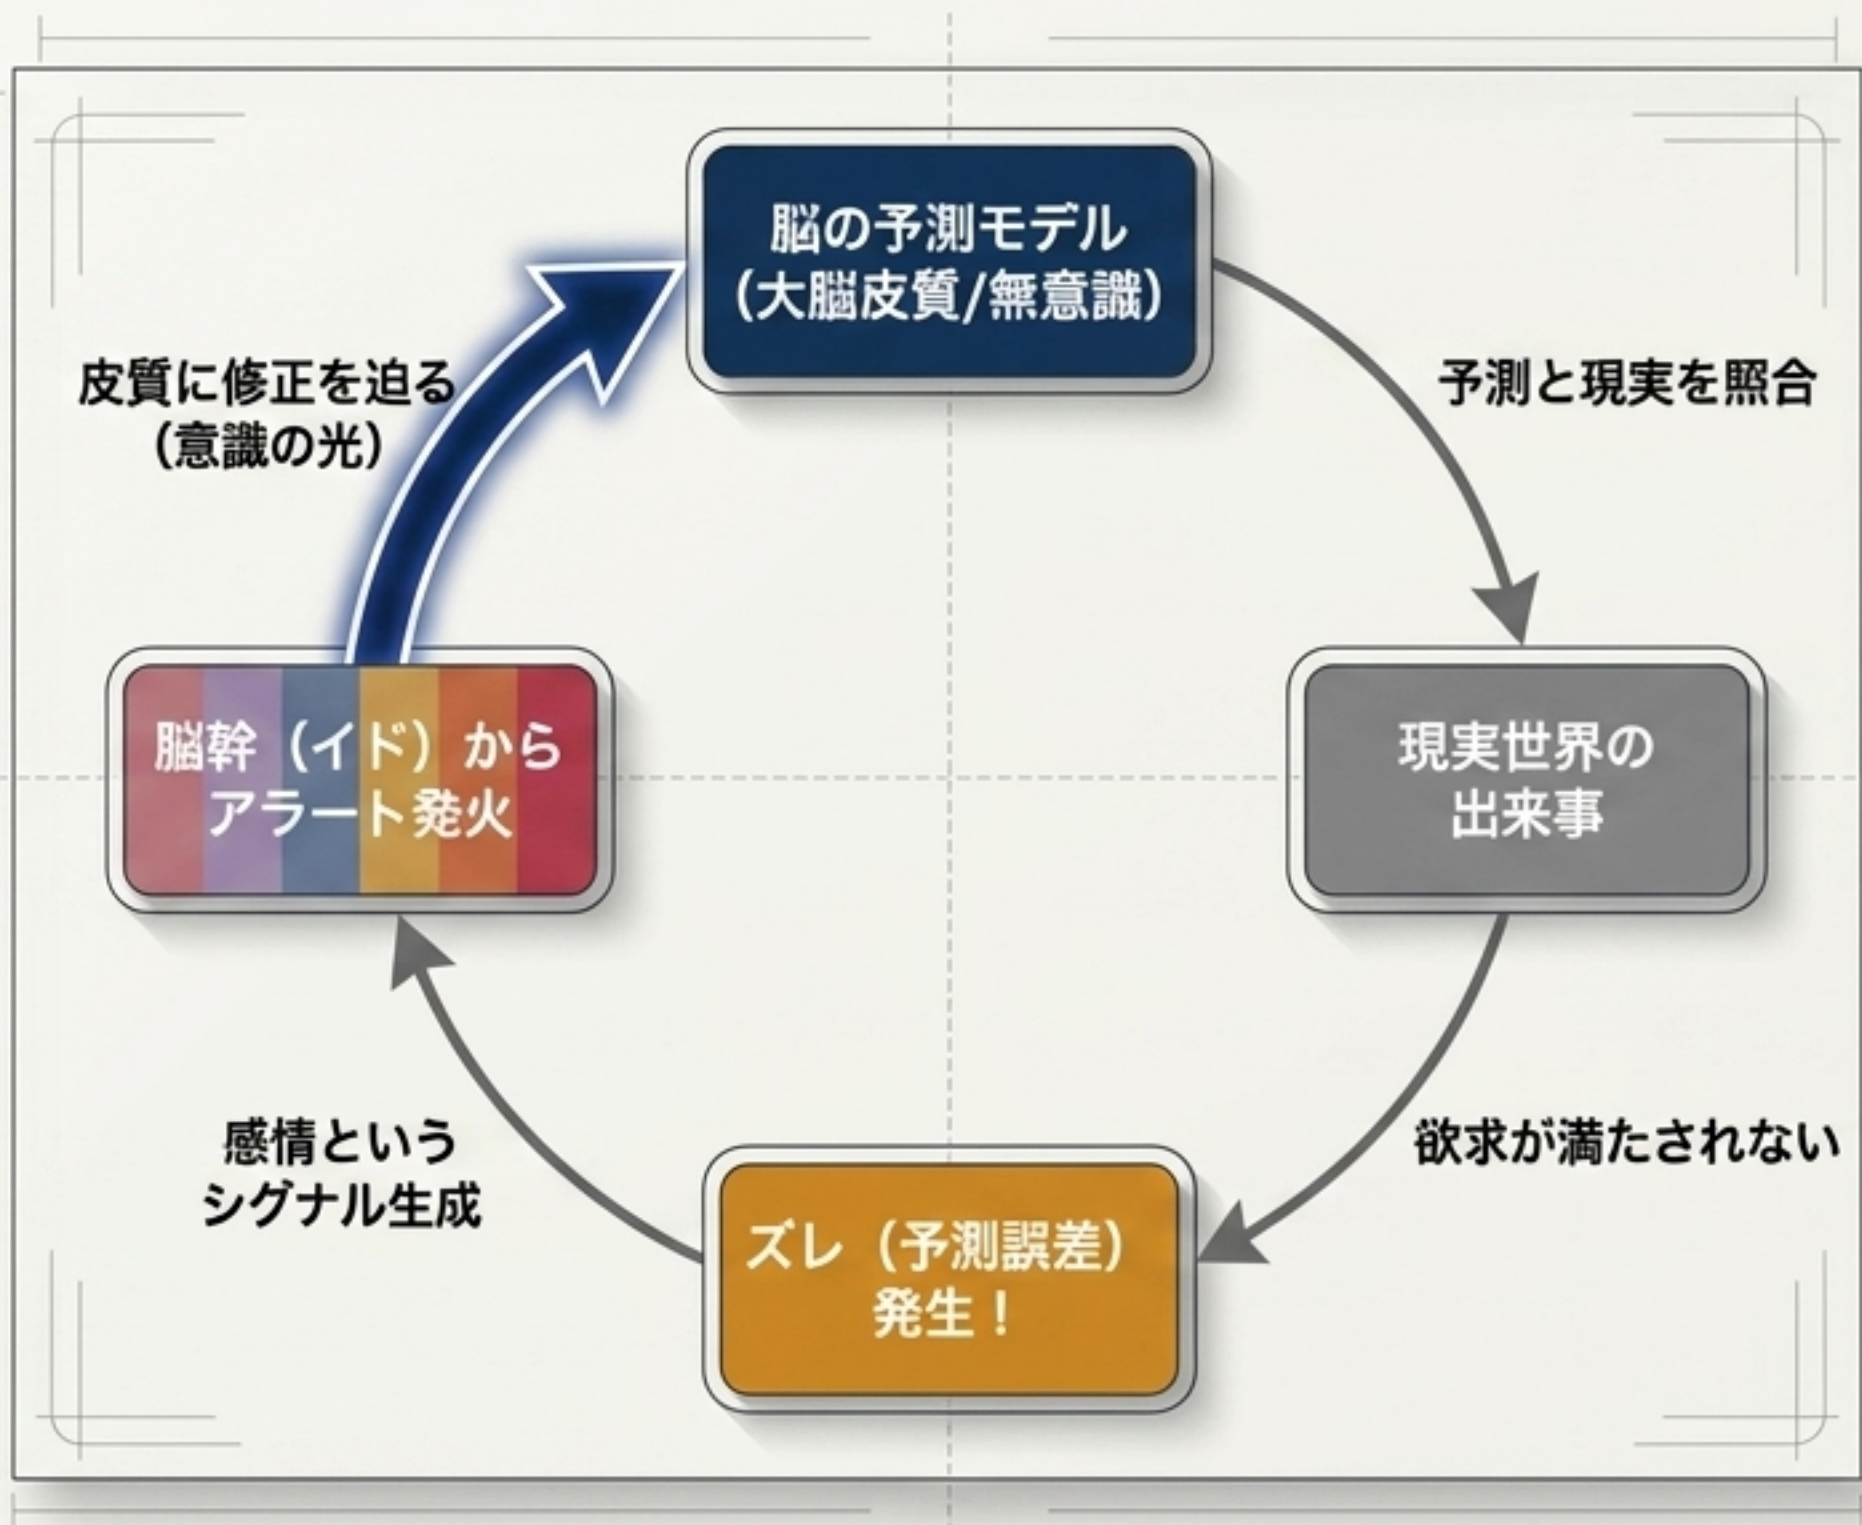 脳の予測モデル
（大脳皮質/無意識）
予測と現実を照合
現実世界の
出来事
欲求が満たされない
ズレ（予測誤差）
発生！
感情という
シグナル生成
脳幹（イド）から
アラート発火
皮質に修正を迫る
（意識の光）